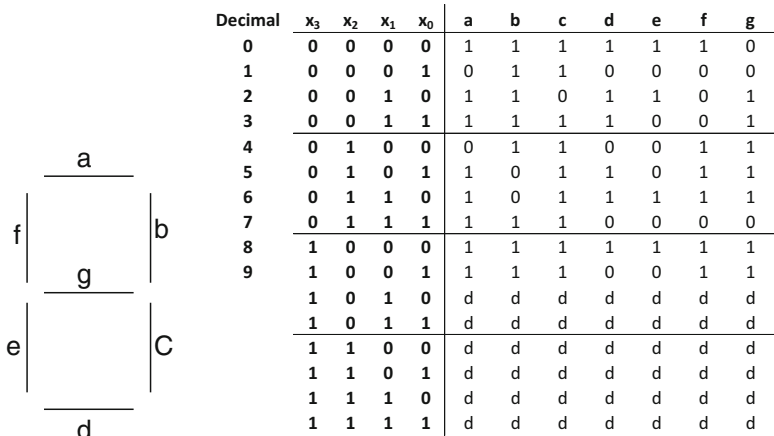 Decimal x₃ x₂ x₁ x₀ a b c d e f g
0 0 0 0 0 1 1 1 1 1 1 0
1 0 0 0 1 0 1 1 0 0 0 0
2 0 0 1 0 1 1 0 1 1 0 1
3 0 0 1 1 1 1 1 1 0 0 1
4 0 1 0 0 0 1 1 0 0 1 1
5 0 1 0 1 1 0 1 1 0 1 1
6 0 1 1 0 1 0 1 1 1 1 1
7 0 1 1 1 1 1 1 0 0 0 0
8 1 0 0 0 1 1 1 1 1 1 1
9 1 0 0 1 1 1 1 0 0 1 1
1 0 1 0 d d d d d d d
1 0 1 1 d d d d d d d
1 1 0 0 d d d d d d d
1 1 0 1 d d d d d d d
1 1 1 0 d d d d d d d
1 1 1 1 d d d d d d d
a
f b
g
e C
d